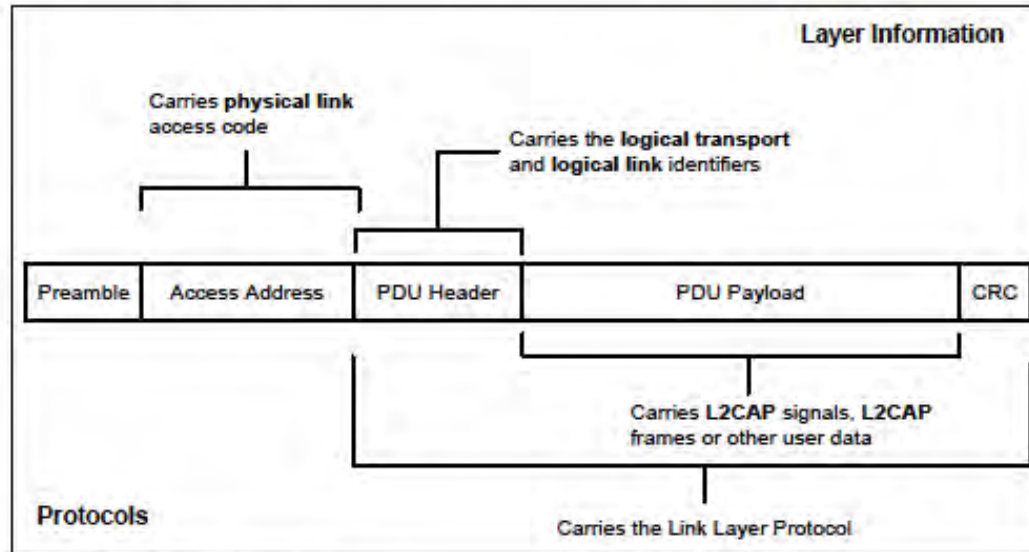 Layer Information
Carries physical link
access code
Carries the logical transport
and logical link identifiers
Preamble
Access Address
PDU Header
PDU Payload
CRC
Carries L2CAP signals, L2CAP
frames or other user data
Protocols
Carries the Link Layer Protocol